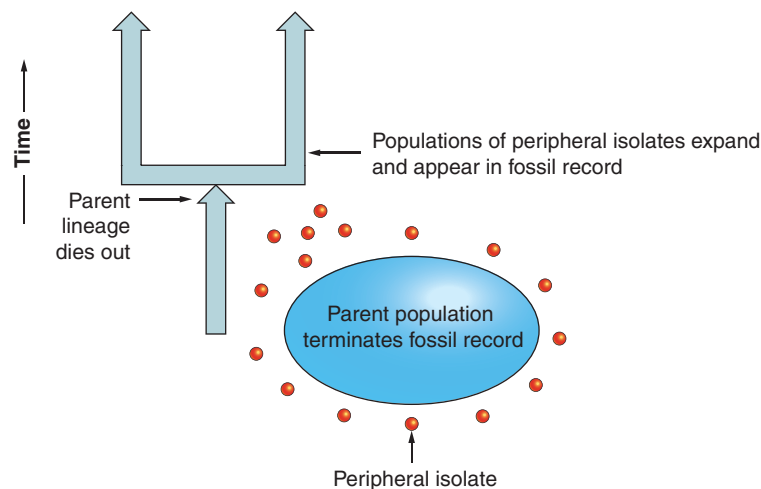 Time
Populations of peripheral isolates expand
and appear in fossil record
Parent
lineage
dies out
Parent population
terminates fossil record
Peripheral isolate